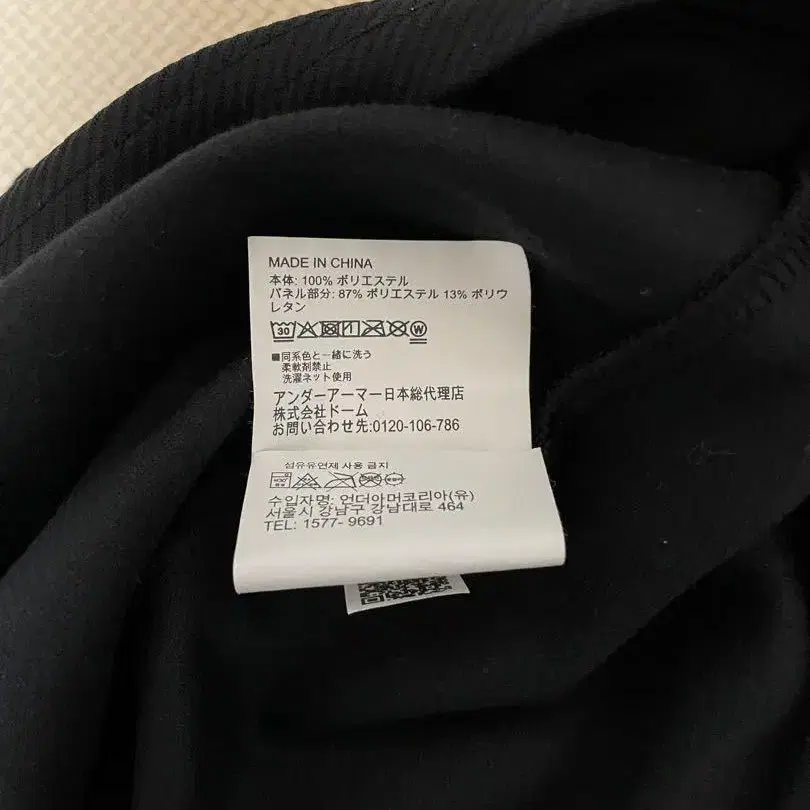 MADE IN CHINA
本体: 100% ポリエステル
パネル部分: 87% ポリエステル 13% ポリウ
レタン
30 W
■同系色と一緒に洗う
柔軟剤禁止
洗濯ネット使用
アンダーアーマー日本総代理店
株式会社ドーム
お問い合わせ先:0120-106-786
섬유유연제 사용 금지
수입자명: 언더아머코리아(유)
서울시 강남구 강남대로 464
TEL: 1577- 9691